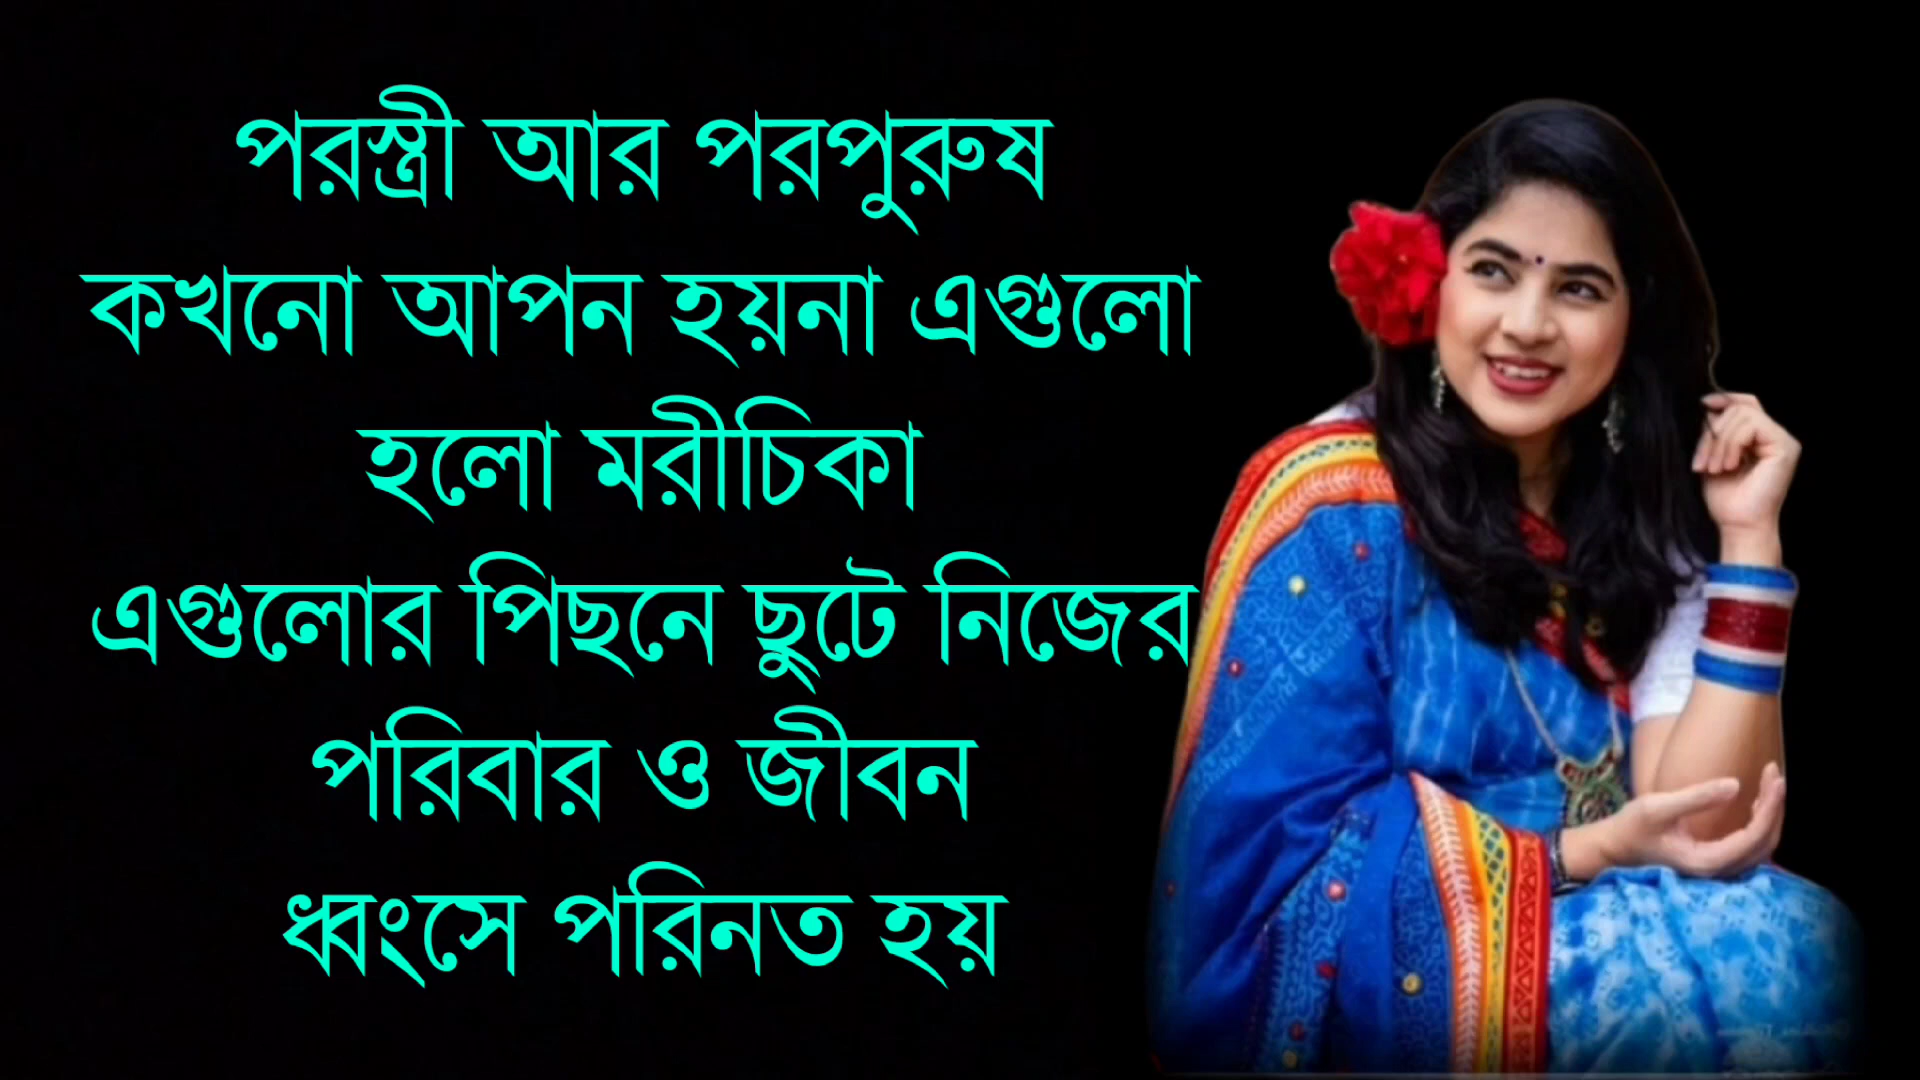 পরস্ত্রী আর পরপুরুষ
কখনো আপন হয়না এগুলো
হলো মরীচিকা
এগুলোর পিছনে ছুটে নিজের
পরিবার ও জীবন
ধ্বংসে পরিনত হয়